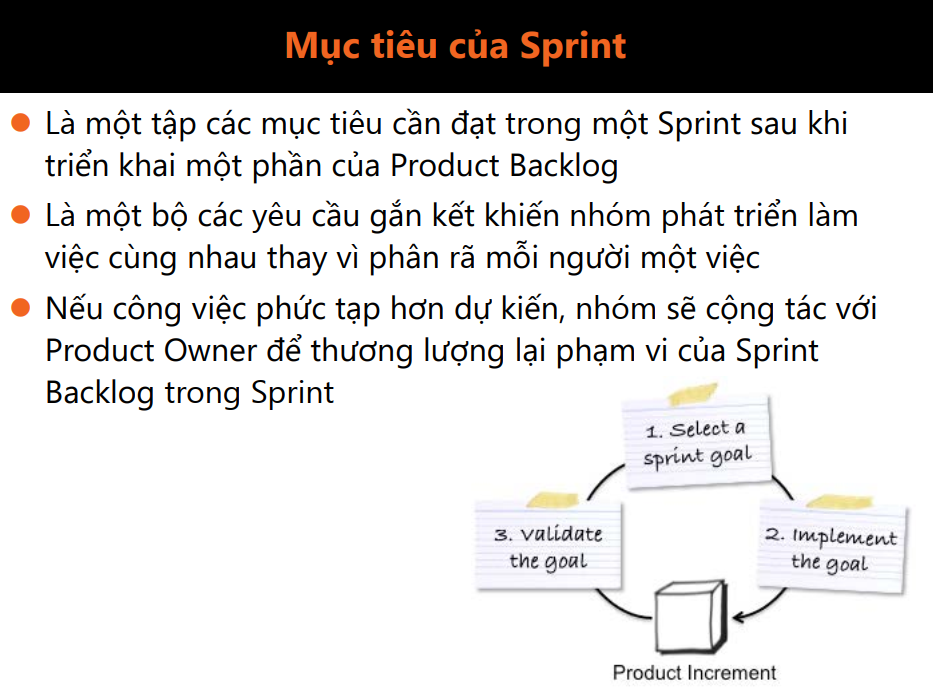 Mục tiêu của Sprint
Là một tập các mục tiêu cần đạt trong một Sprint sau khi
triển khai một phần của Product Backlog
Là một bộ các yêu cầu gắn kết khiến nhóm phát triển làm
việc cùng nhau thay vì phân rã mỗi người một việc
Nếu công việc phức tạp hơn dự kiến, nhóm sẽ cộng tác với
Product Owner để thương lượng lại phạm vi của Sprint
Backlog trong Sprint
1. Select a
sprint goal
2. Implement
the goal
3. Validate
the goal
Product Increment